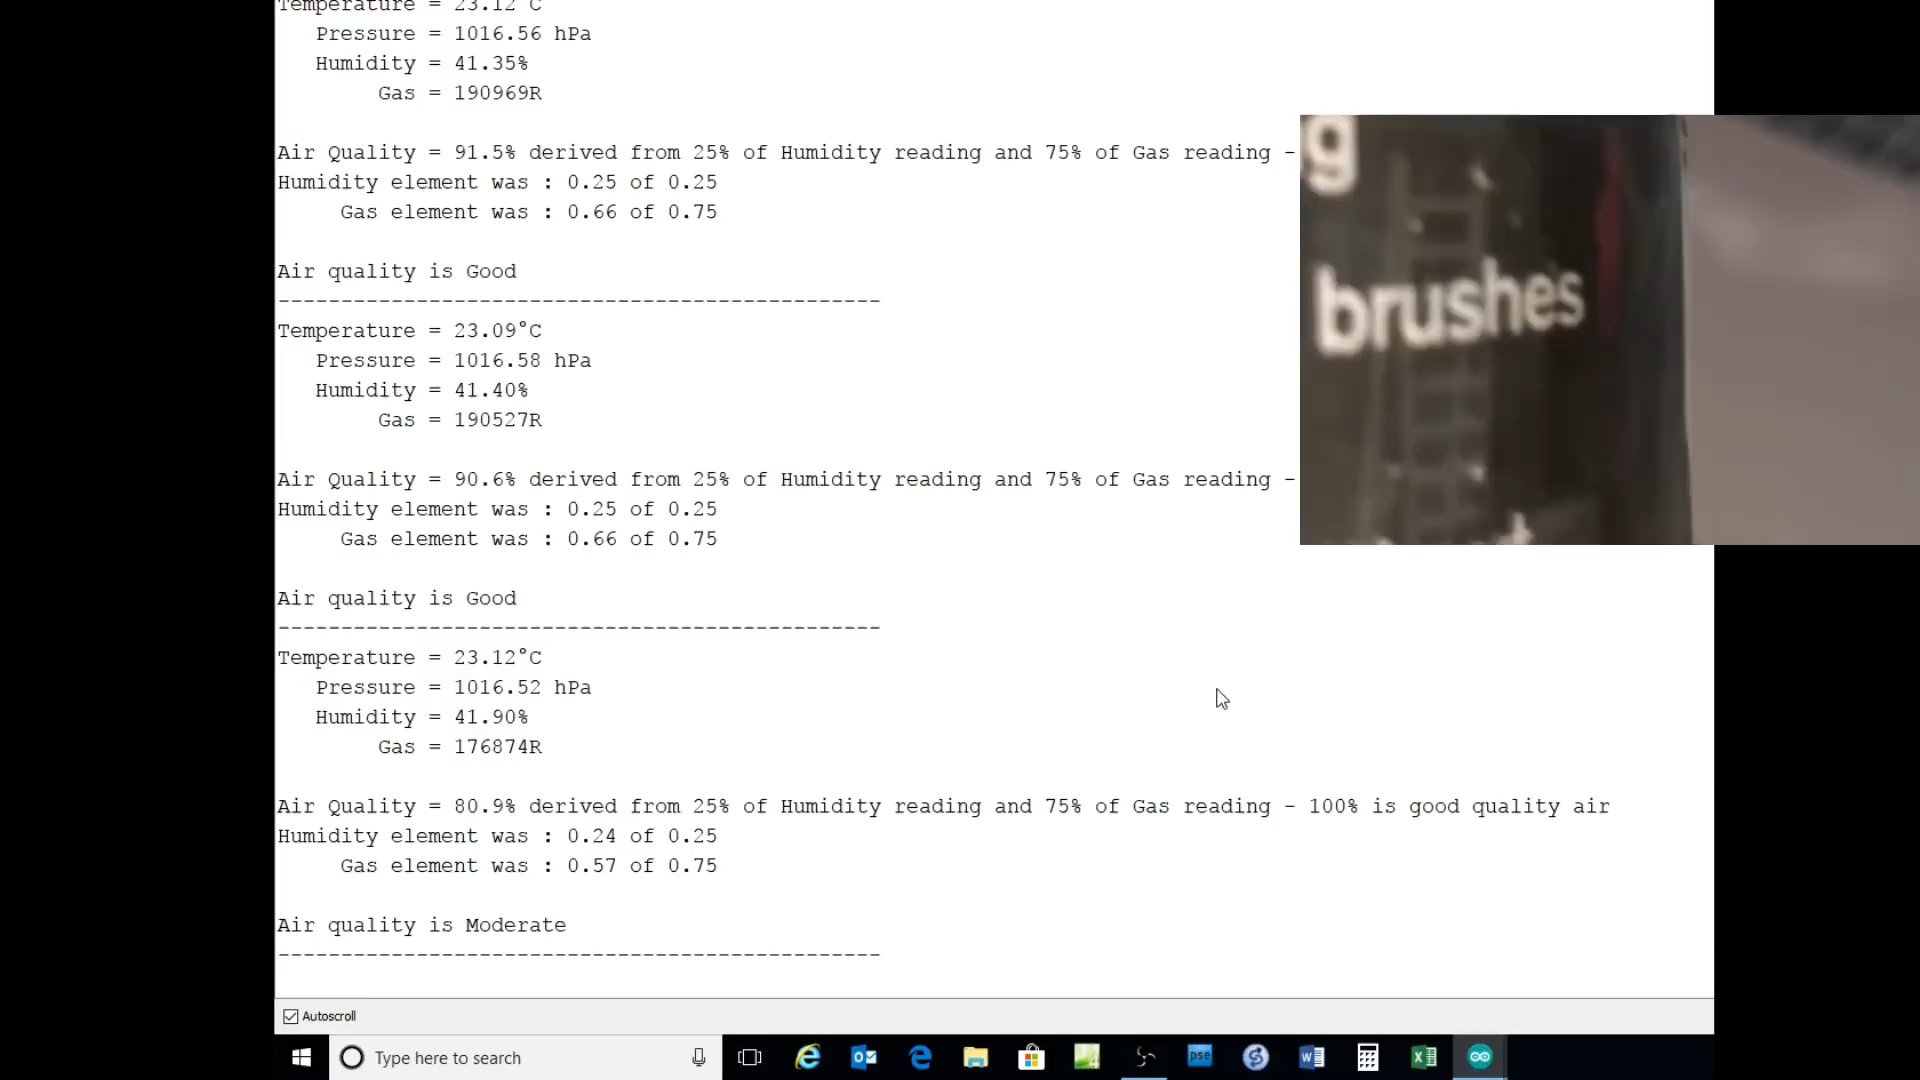 Temperature = 23.12°C
Pressure = 1016.56 hPa
Humidity = 41.35%
Gas = 190969R
Air Quality = 91.5% derived from 25% of Humidity reading and 75% of Gas reading -
Humidity element was : 0.25 of 0.25
Gas element was : 0.66 of 0.75
Air quality is Good
------------------------------------------------
Temperature = 23.09°C
Pressure = 1016.58 hPa
Humidity = 41.40%
Gas = 190527R
Air Quality = 90.6% derived from 25% of Humidity reading and 75% of Gas reading -
Humidity element was : 0.25 of 0.25
Gas element was : 0.66 of 0.75
Air quality is Good
------------------------------------------------
Temperature = 23.12°C
Pressure = 1016.52 hPa
Humidity = 41.90%
Gas = 176874R
Air Quality = 80.9% derived from 25% of Humidity reading and 75% of Gas reading - 100% is good quality air
Humidity element was : 0.24 of 0.25
Gas element was : 0.57 of 0.75
Air quality is Moderate
------------------------------------------------
g
brushes
Autoscroll
Type here to search
pse